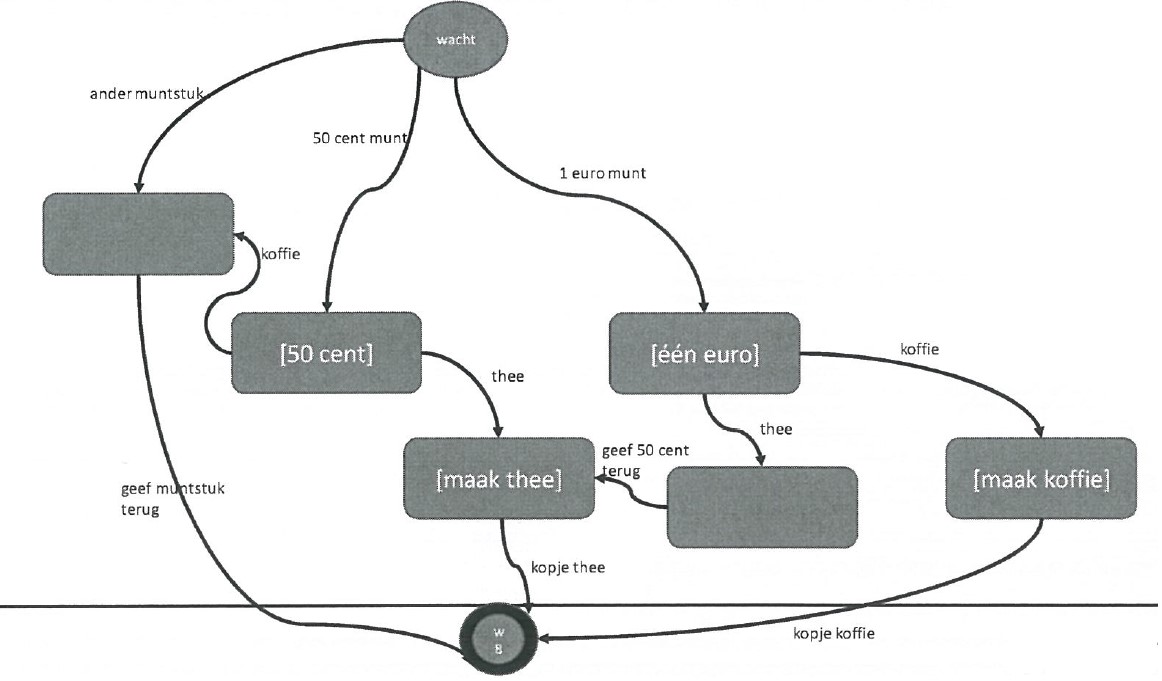 wacht
ander muntstuk
50 cent munt
1 euro munt
koffie
[50 cent]
[één euro]
koffie
thee
thee
geef 50 cent
terug
[maak thee]
[maak koffie]
geef muntstuk
terug
kopje thee
w
8
kopje koffie